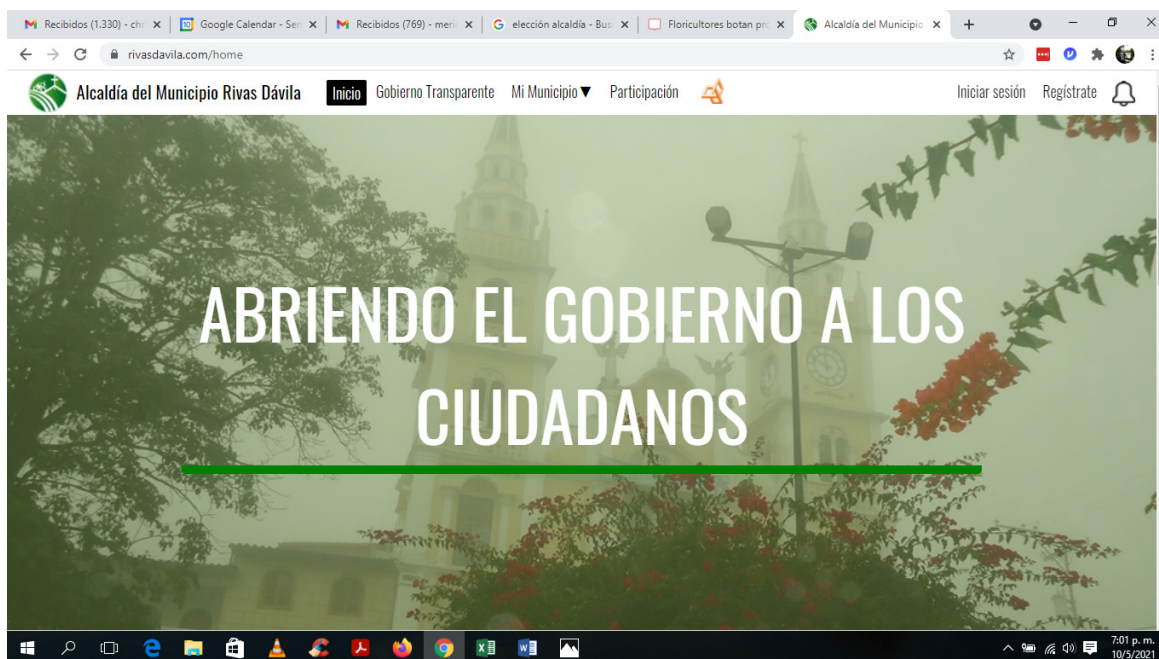 Recibidos (1.330) - chr
Google Calendar - Sen
Recibidos (769) - meri
elección alcaldía - Bus
Floricultores botan pro
Alcaldía del Municipio
rivasdavila.com/home
Alcaldía del Municipio Rivas Dávila
Inicio
Gobierno Transparente
Mi Municipio ▼
Participación
Iniciar sesión
Regístrate
ABRIENDO EL GOBIERNO A LOS
CIUDADANOS
7:01 p. m.
10/5/2021